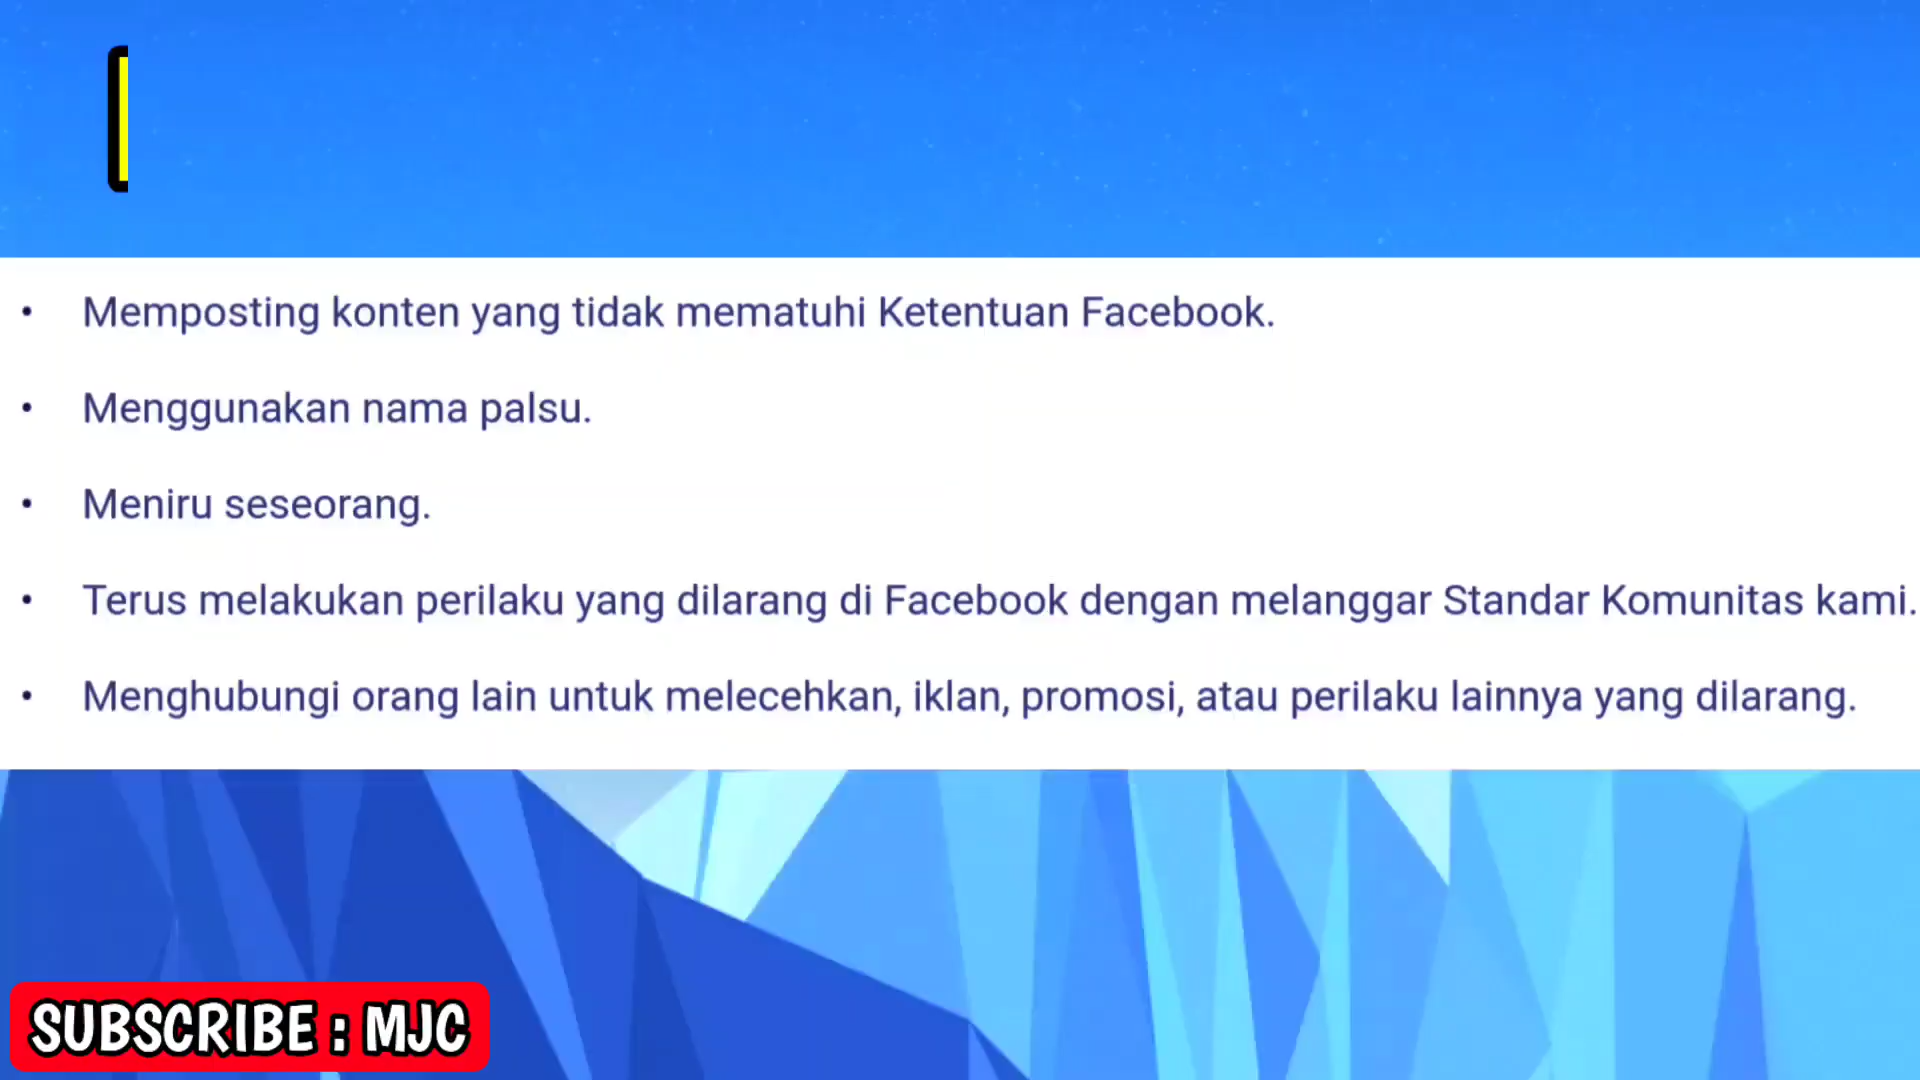 • Memposting konten yang tidak mematuhi Ketentuan Facebook.
• Menggunakan nama palsu.
• Meniru seseorang.
• Terus melakukan perilaku yang dilarang di Facebook dengan melanggar Standar Komunitas kami.
• Menghubungi orang lain untuk melecehkan, iklan, promosi, atau perilaku lainnya yang dilarang.
SUBSCRIBE : MJC